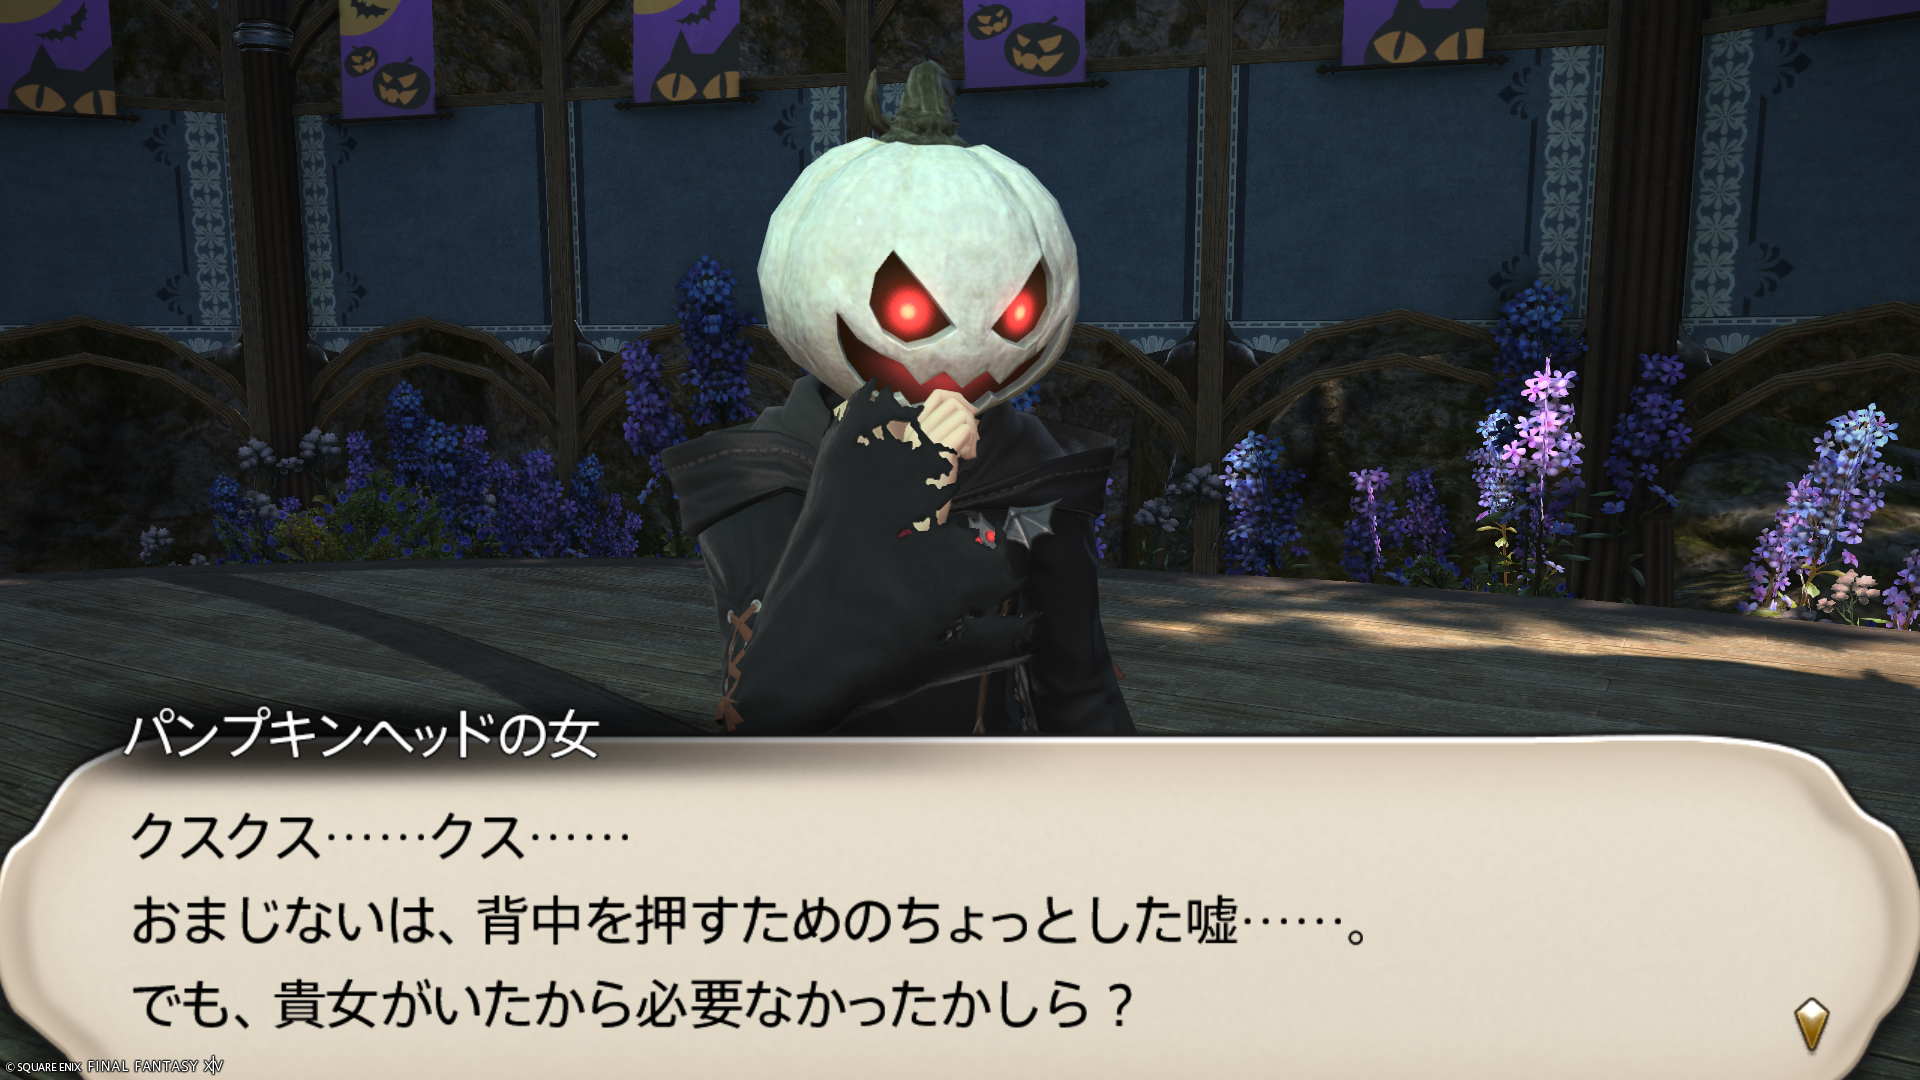 パンプキンヘッドの女
クスクス……クス……
おまじないは、背中を押すためのちょっとした嘘……。
でも、貴女がいたから必要なかったかしら？
© SQUARE ENIX FINAL FANTASY XIV